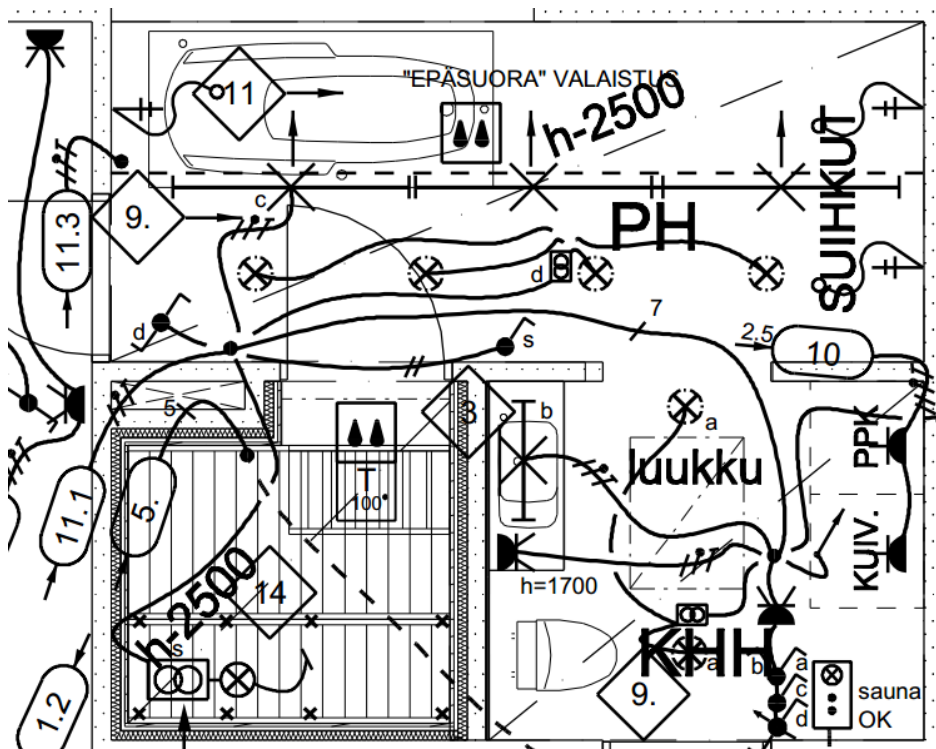 11
"EPÄSUORA" VALAISTUS
h-2500
SUIHKUT
9.
c
PH
11.3
d
d
s
7
2.5
10
3
b
a
5
T
100°
luukku
PPK
11.1
5.
h-2500
14
h=1700
KUIV.
s
KHH
a
b
a
c
d
9.
sauna
OK
1.2